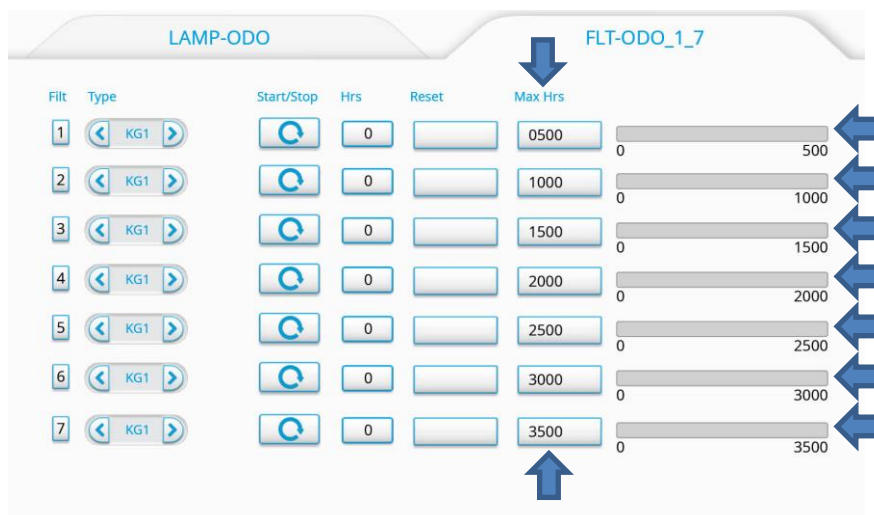 LAMP-ODO FLT-ODO_1_7
Filt Type Start/Stop Hrs Reset Max Hrs
1 KG1 0 0500
0 500
2 KG1 0 1000
0 1000
3 KG1 0 1500
0 1500
4 KG1 0 2000
0 2000
5 KG1 0 2500
0 2500
6 KG1 0 3000
0 3000
7 KG1 0 3500
0 3500